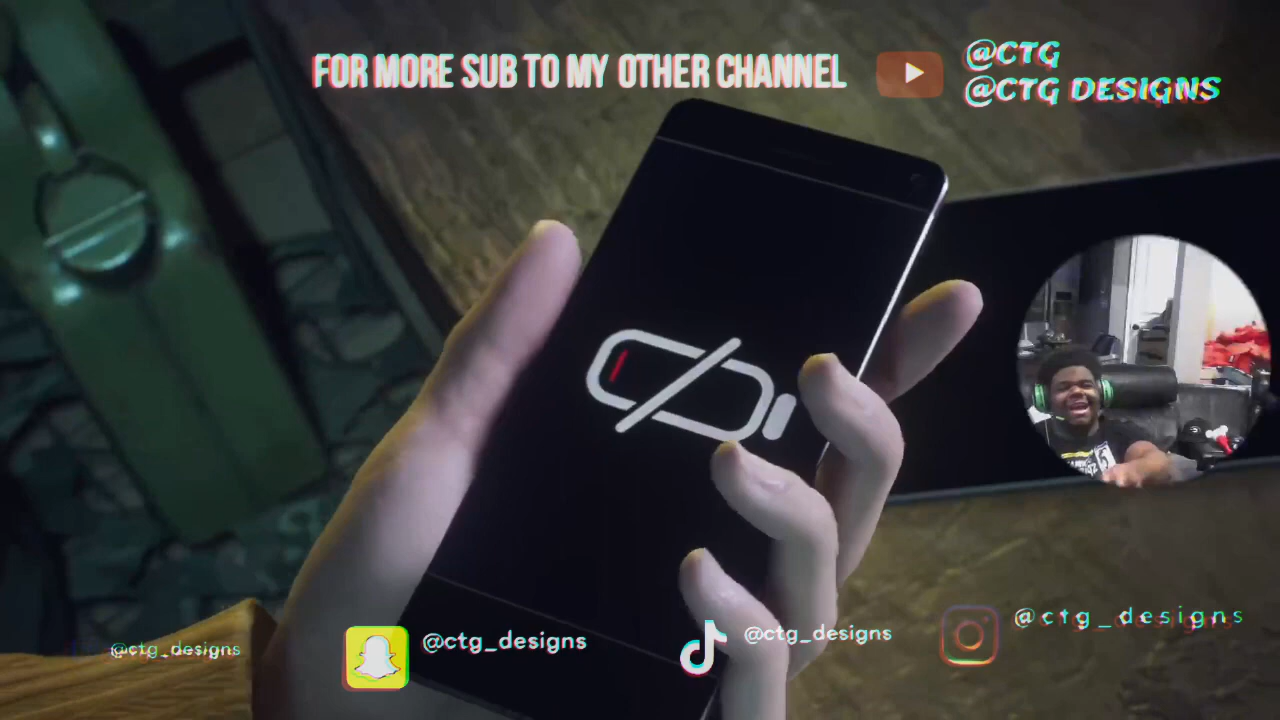 FOR MORE SUB TO MY OTHER CHANNEL
@CTG
@CTG DESIGNS
@ctg_designs
@ctg_designs
@ctg_designs
@ctg_designs